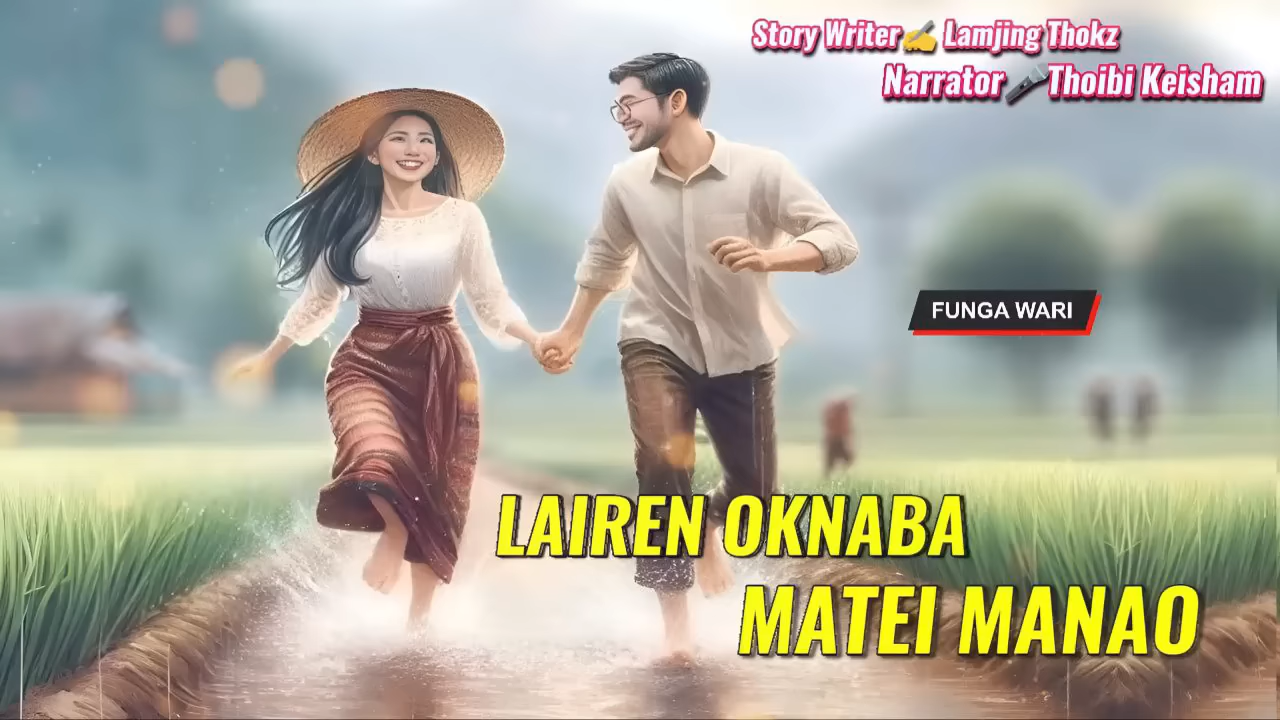 Story Writer✍️ Lamjing Thokz
Narrator🎤Thoibi Keisham
FUNGA WARI
LAIREN OKNABA
MATEI MANAO